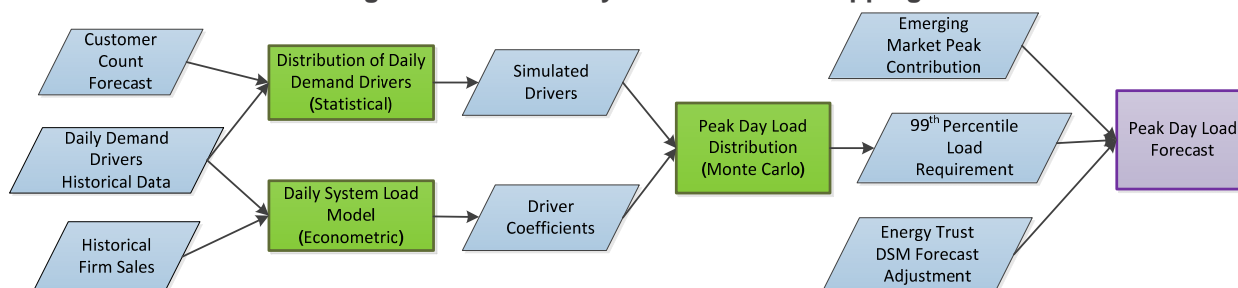 Customer
Count
Forecast
Daily Demand
Drivers
Historical Data
Historical
Firm Sales
Distribution of Daily
Demand Drivers
(Statistical)
Daily System Load
Model
(Econometric)
Simulated
Drivers
Driver
Coefficients
Peak Day Load
Distribution
(Monte Carlo)
Emerging
Market Peak
Contribution
99th Percentile
Load
Requirement
Energy Trust
DSM Forecast
Adjustment
Peak Day Load
Forecast